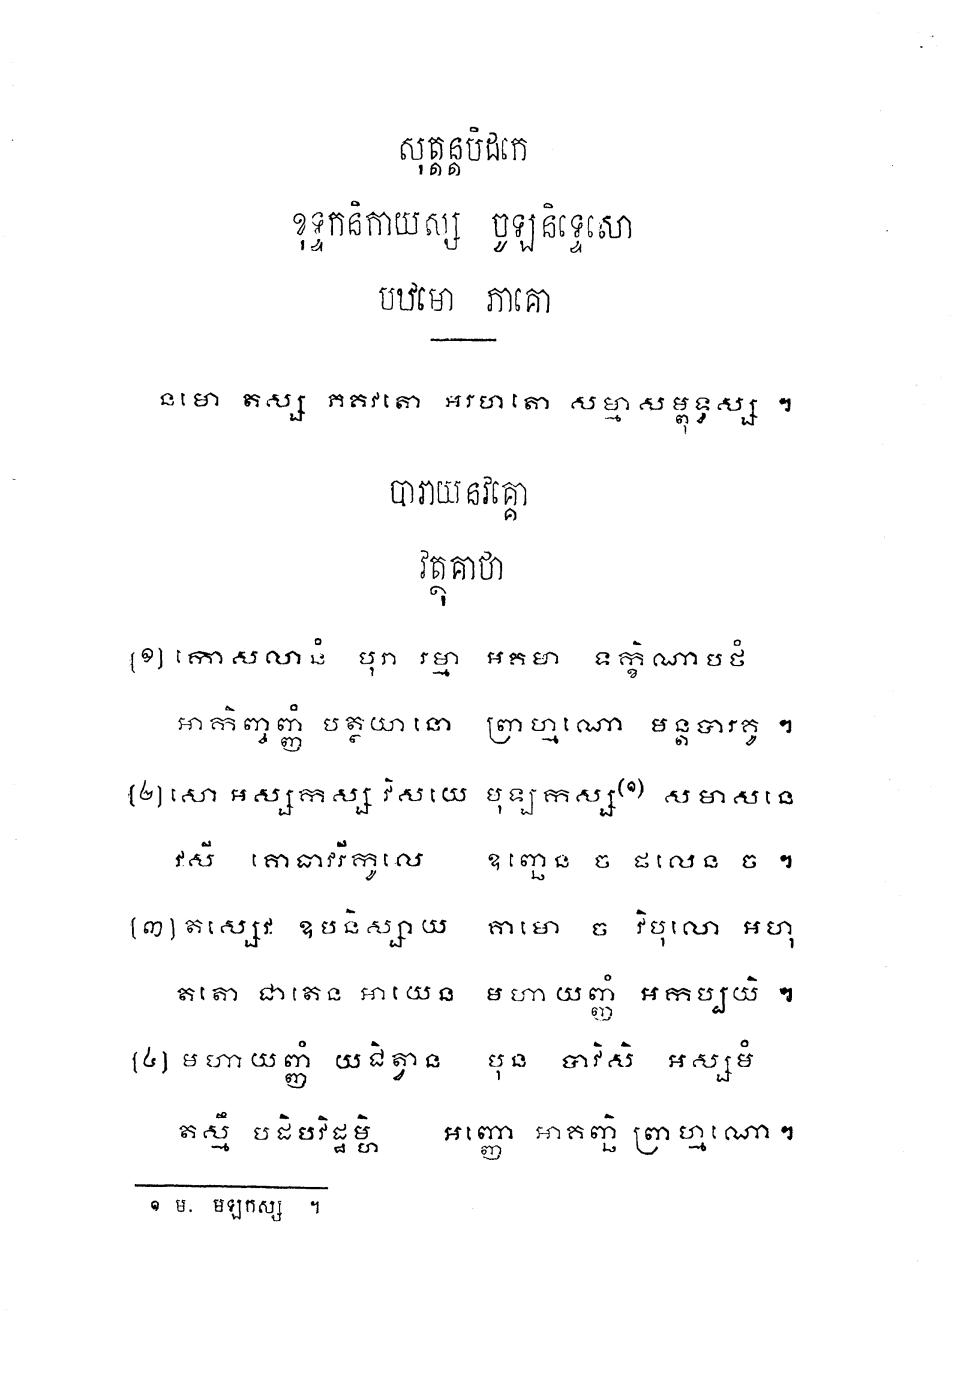 សុត្តន្តបិដកេ
ខុទ្ទកនិកាយស្ស ចូឡនិទ្ទេសោ
បឋមោ ភាគោ
នមោ តស្ស ភគវតោ អរហតោ សម្មាសម្ពុទ្ធស្ស ៗ
បារាយនវគ្គោ
វត្ថុគាថា
(១) កោសលានំ បុរា រម្មា អគមា ទក្ខិណាបថំ
អាកិញ្ចញ្ញំ បត្ថយានោ ព្រាហ្មណោ មន្តបារគូ ៗ
(២) សោ អស្សកស្ស វិសយេ មុឡ្បកស្ស(១) សមាសនេ
វសី គោធាវរីកូលេ ឧញ្ឆេន ច ផលេន ច ៗ
(៣) តស្សេវ ឧបនិស្សាយ គាមោ ច វិបុលោ អហុ
តតោ ជាតេន អាយេន មហាយញ្ញំ អកប្បយិ ៗ
(៤) មហាយញ្ញំ យជិត្វាន បុន បាវិសិ អស្សមំ
តស្មឹ បដិបវិដ្ឋម្ហិ អញ្ញោ អាគញ្ឆិ ព្រាហ្មណោ ៗ
១ ម. មឡកស្ស ។